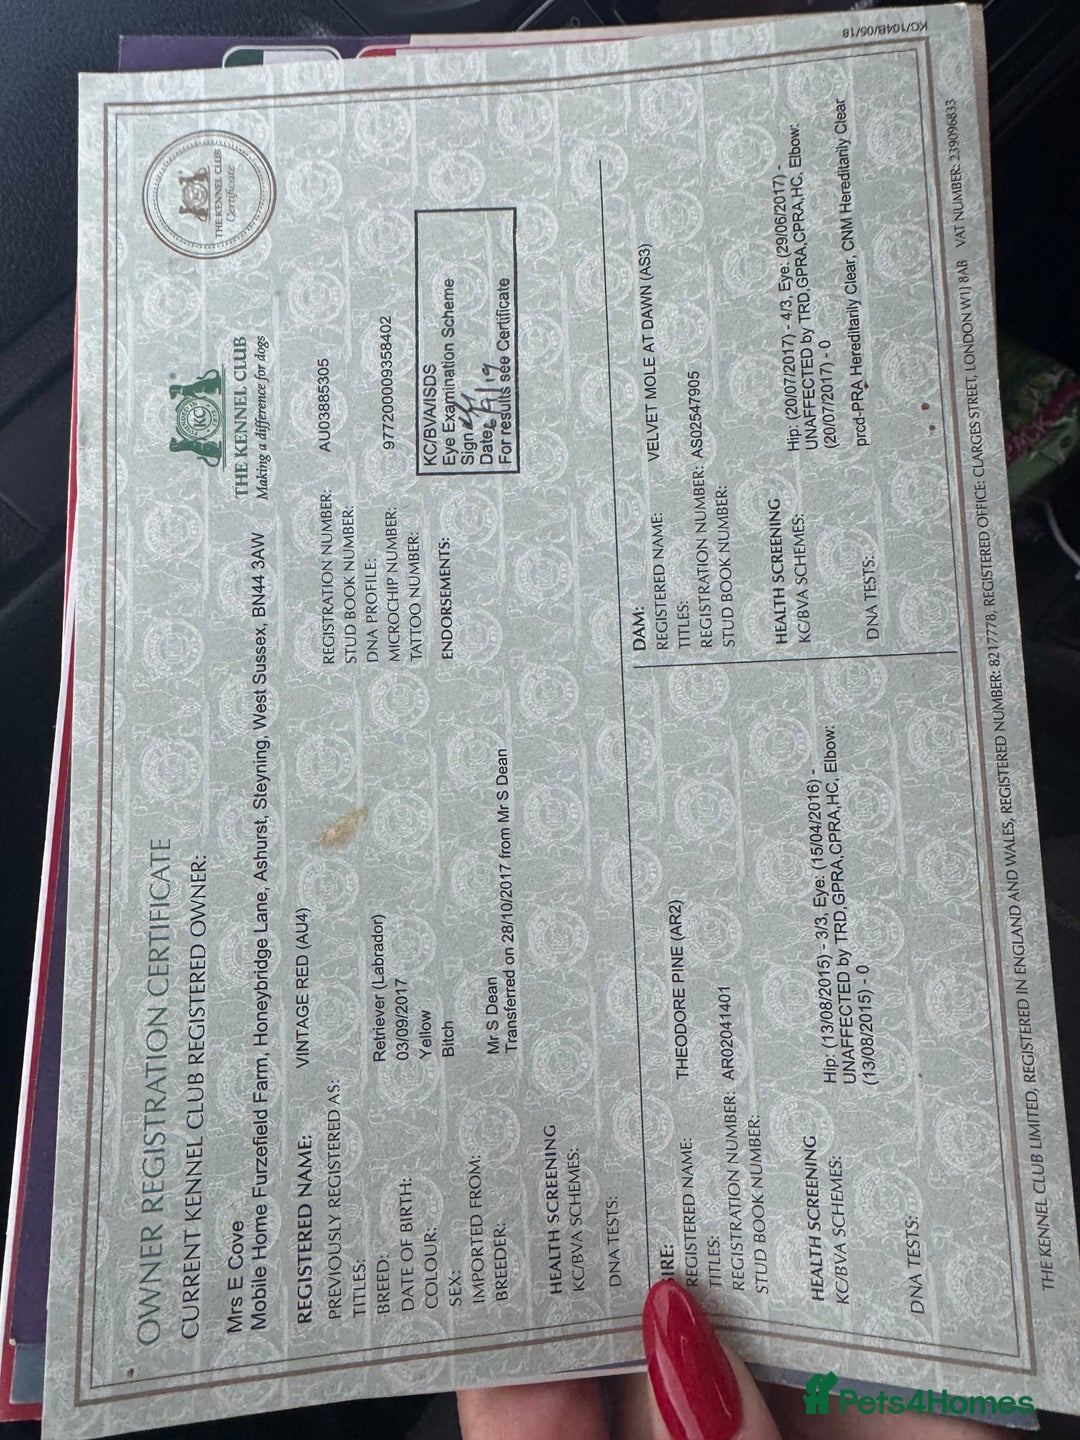 OWNER REGISTRATION CERTIFICATE
CURRENT KENNEL CLUB REGISTERED OWNER:
Mrs E Cove
Mobile Home Furzefield Farm, Honeybridge Lane, Ashurst, Steyning, West Sussex, BN44 3AW
THE KENNEL CLUB
Making a difference for dogs
KC
THE KENNEL CLUB
Certificate
REGISTERED NAME: VINTAGE RED (AU4)
PREVIOUSLY REGISTERED AS:
TITLES:
BREED: Retriever (Labrador)
DATE OF BIRTH: 03/09/2017
COLOUR: Yellow
SEX: Bitch
IMPORTED FROM:
BREEDER: Mr S Dean
Transferred on 28/10/2017 from Mr S Dean
REGISTRATION NUMBER: AU03885305
STUD BOOK NUMBER:
DNA PROFILE:
MICROCHIP NUMBER: 977200009358402
TATTOO NUMBER:
ENDORSEMENTS:
KC/BVA/ISDS
Eye Examination Scheme
Sign
Date
For results see Certificate
HEALTH SCREENING
KC/BVA SCHEMES:
DNA TESTS:
SIRE:
REGISTERED NAME: THEODORE PINE (AR2)
TITLES:
REGISTRATION NUMBER: AR02041401
STUD BOOK NUMBER:
HEALTH SCREENING
KC/BVA SCHEMES: Hip: (13/08/2015) - 3/3, Eye: (15/04/2016) -
UNAFFECTED by TRD,GPRA,CPRA,HC, Elbow:
(13/08/2015) - 0
DNA TESTS:
DAM:
REGISTERED NAME: VELVET MOLE AT DAWN (AS3)
TITLES:
REGISTRATION NUMBER: AS02547905
STUD BOOK NUMBER:
HEALTH SCREENING
KC/BVA SCHEMES: Hip: (20/07/2017) - 4/3, Eye: (29/06/2017) -
UNAFFECTED by TRD,GPRA,CPRA,HC, Elbow:
(20/07/2017) - 0
DNA TESTS: prcd-PRA Hereditarily Clear, CNM Hereditarily Clear
THE KENNEL CLUB LIMITED, REGISTERED IN ENGLAND AND WALES, REGISTERED NUMBER: 8217778, REGISTERED OFFICE: CLARGES STREET, LONDON W1J 8AB VAT NUMBER: 239096833
KC/104B/05/18
Pets4Homes